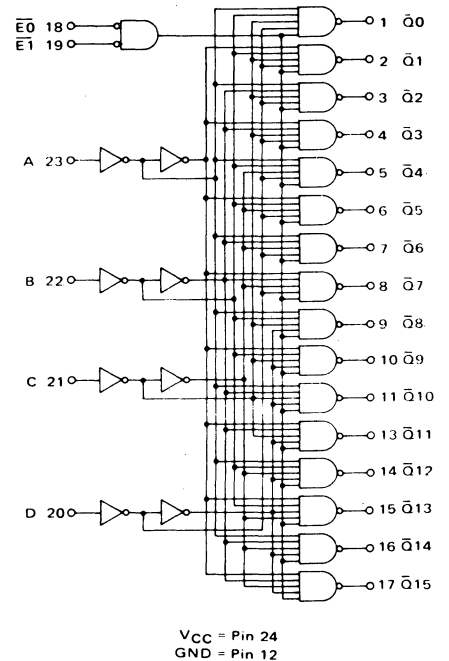 E̅0̅ 18
E̅1̅ 19
1 Q̅0
2 Q̅1
3 Q̅2
4 Q̅3
A 23
5 Q̅4
6 Q̅5
7 Q̅6
B 22
8 Q̅7
9 Q̅8
10 Q̅9
C 21
11 Q̅10
13 Q̅11
14 Q̅12
D 20
15 Q̅13
16 Q̅14
17 Q̅15
VCC = Pin 24
GND = Pin 12